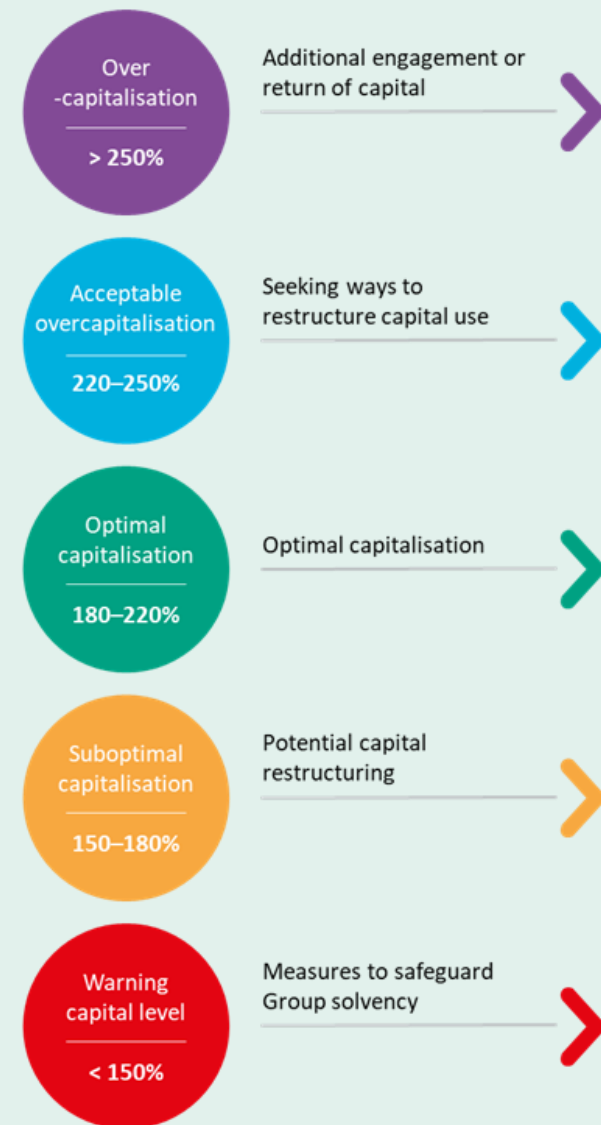 Over
-capitalisation
> 250%
Additional engagement or
return of capital
Acceptable
overcapitalisation
220–250%
Seeking ways to
restructure capital use
Optimal
capitalisation
180–220%
Optimal capitalisation
Suboptimal
capitalisation
150–180%
Potential capital
restructuring
Warning
capital level
< 150%
Measures to safeguard
Group solvency